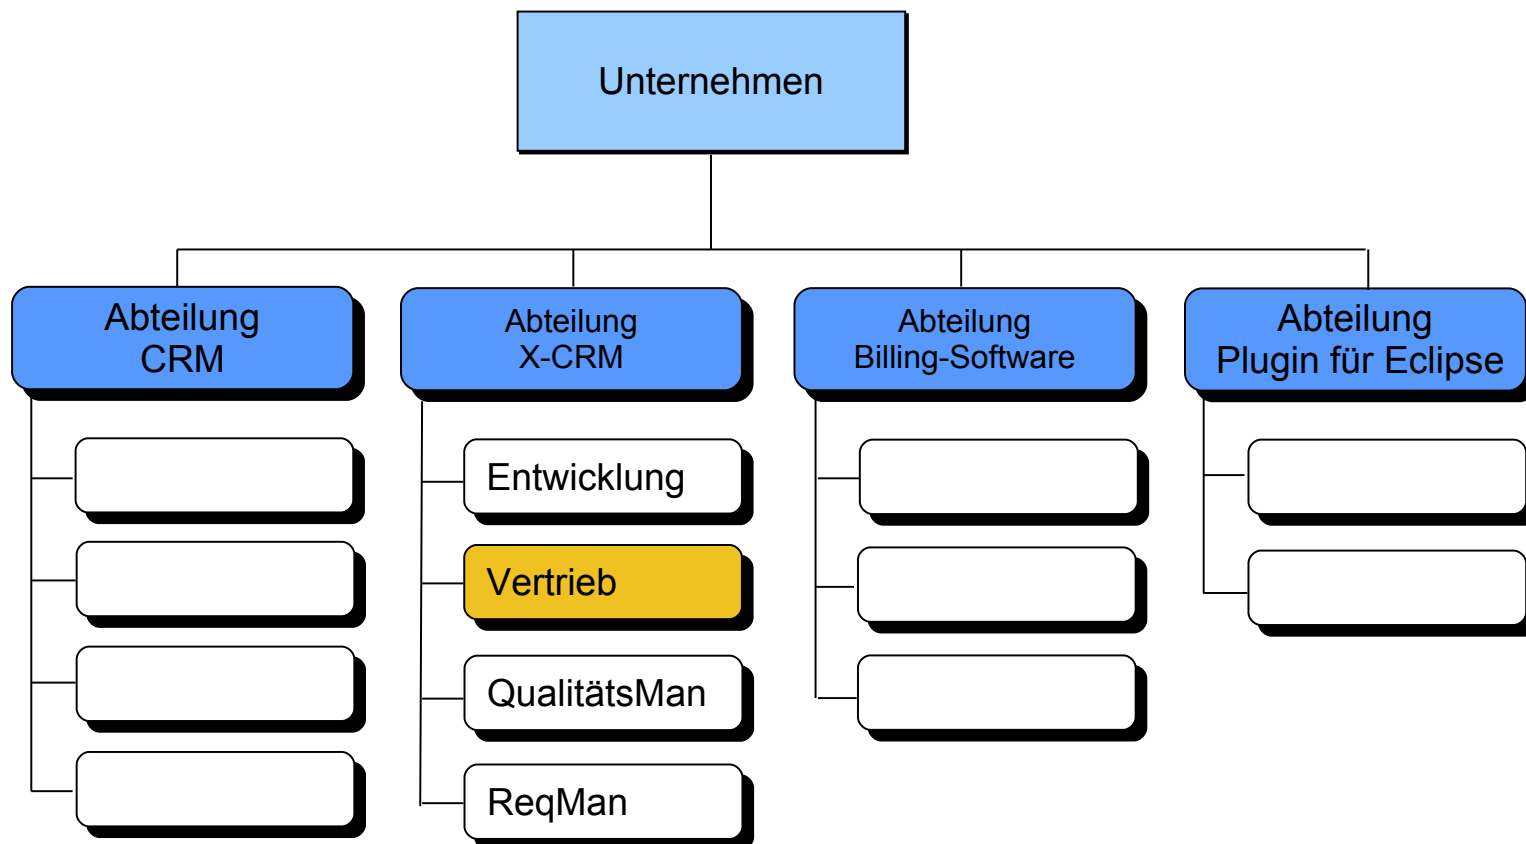 Unternehmen
Abteilung
CRM
Abteilung
X-CRM
Abteilung
Billing-Software
Abteilung
Plugin für Eclipse
Entwicklung
Vertrieb
QualitätsMan
ReqMan